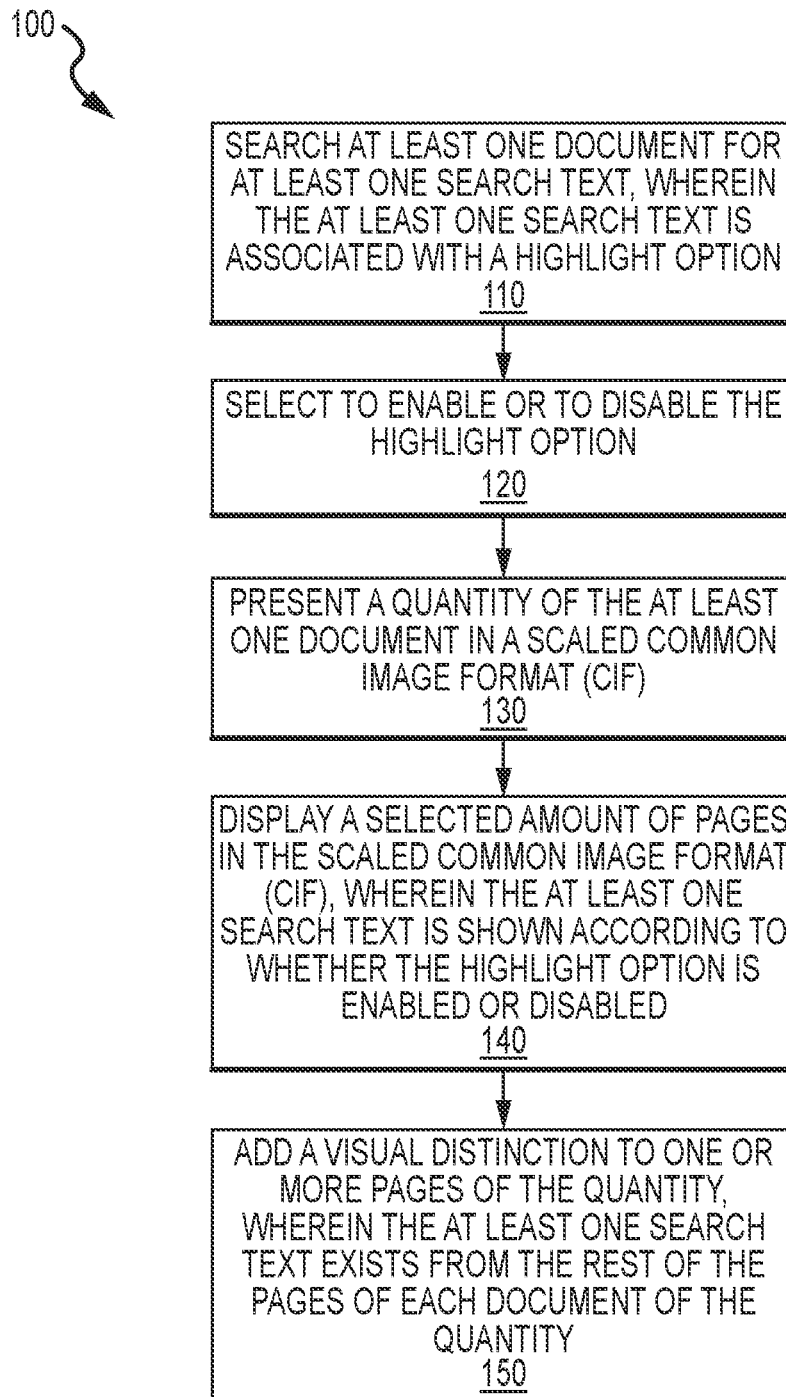 100
SEARCH AT LEAST ONE DOCUMENT FOR
AT LEAST ONE SEARCH TEXT, WHEREIN
THE AT LEAST ONE SEARCH TEXT IS
ASSOCIATED WITH A HIGHLIGHT OPTION
110
SELECT TO ENABLE OR TO DISABLE THE
HIGHLIGHT OPTION
120
PRESENT A QUANTITY OF THE AT LEAST
ONE DOCUMENT IN A SCALED COMMON
IMAGE FORMAT (CIF)
130
DISPLAY A SELECTED AMOUNT OF PAGES
IN THE SCALED COMMON IMAGE FORMAT
(CIF), WHEREIN THE AT LEAST ONE
SEARCH TEXT IS SHOWN ACCORDING TO
WHETHER THE HIGHLIGHT OPTION IS
ENABLED OR DISABLED
140
ADD A VISUAL DISTINCTION TO ONE OR
MORE PAGES OF THE QUANTITY,
WHEREIN THE AT LEAST ONE SEARCH
TEXT EXISTS FROM THE REST OF THE
PAGES OF EACH DOCUMENT OF THE
QUANTITY
150